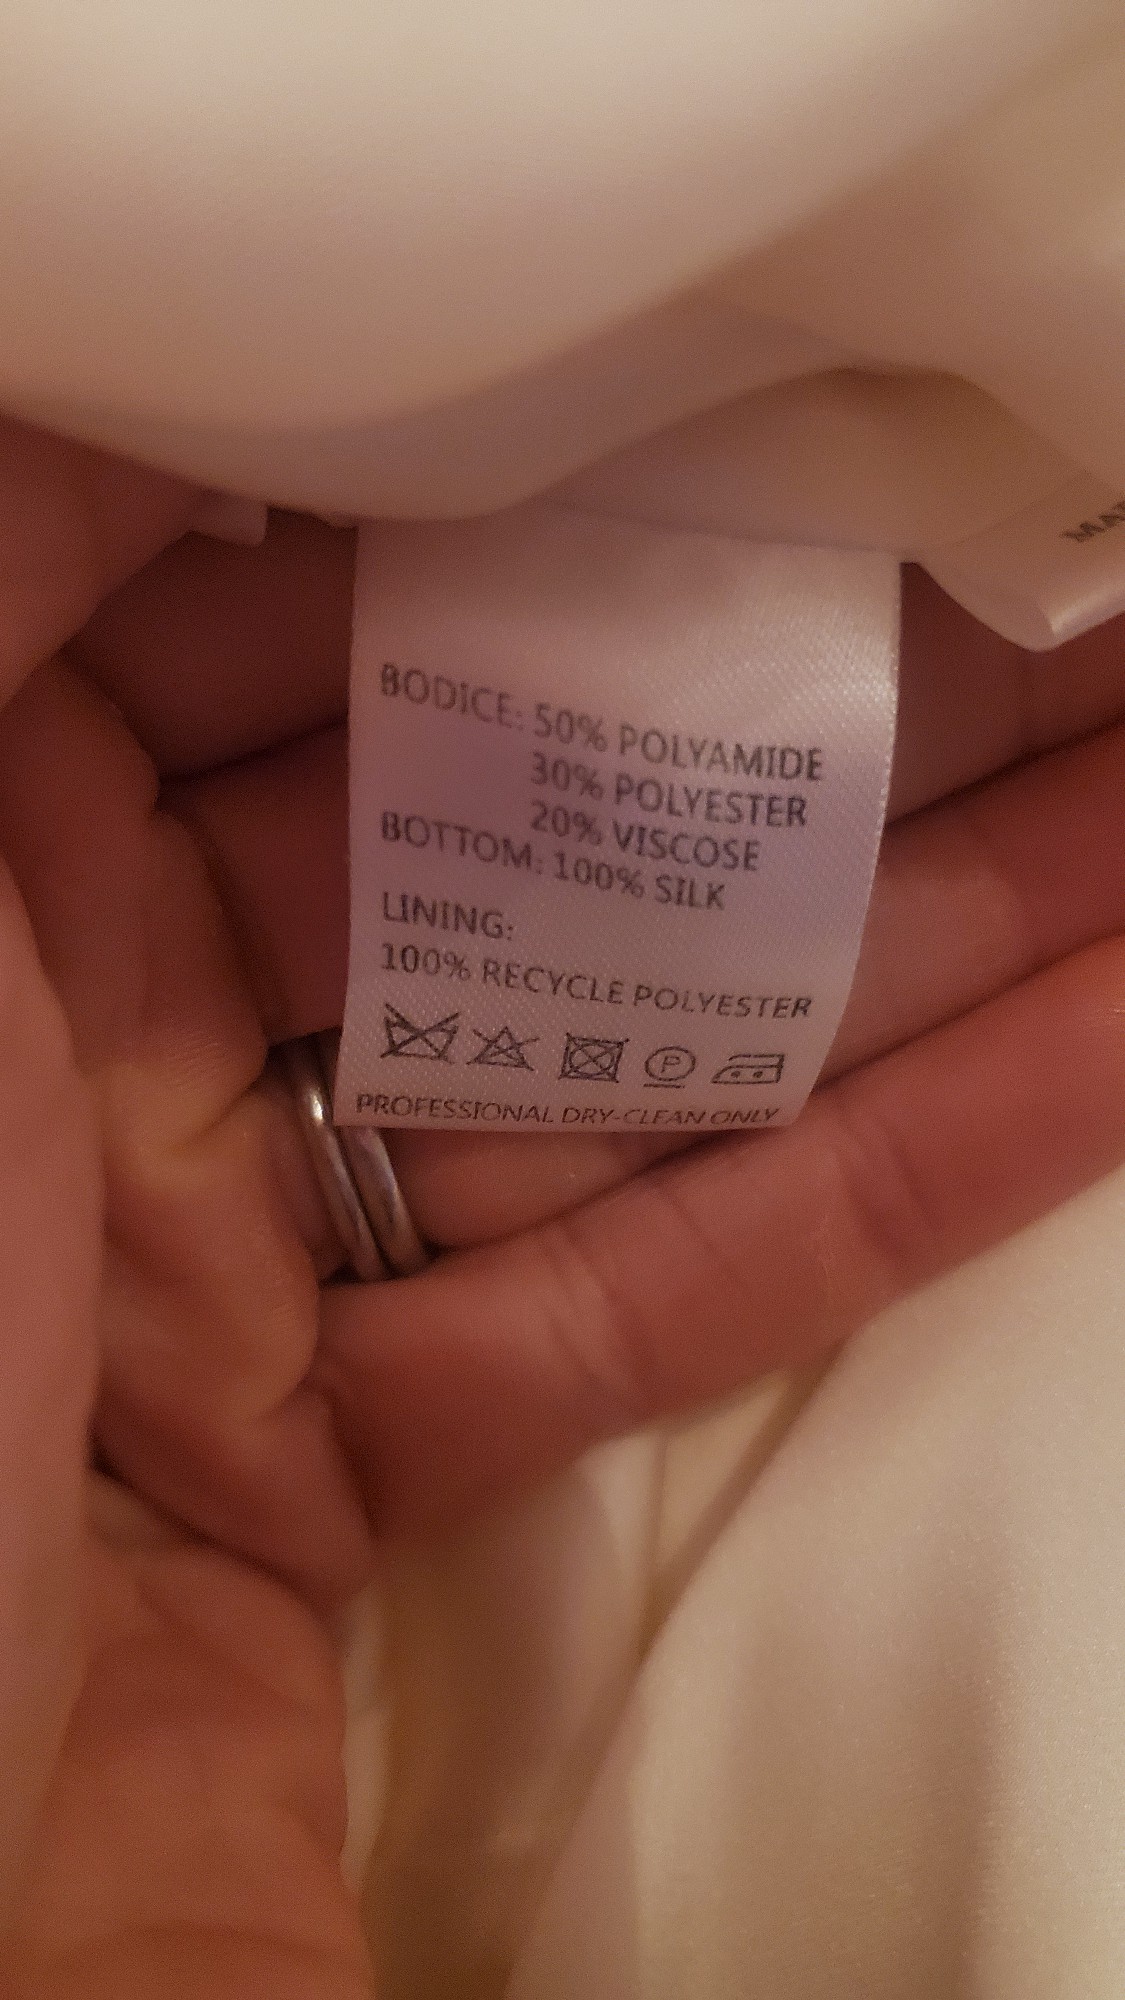 BODICE: 50% POLYAMIDE
30% POLYESTER
20% VISCOSE
BOTTOM: 100% SILK
LINING:
100% RECYCLE POLYESTER
P
PROFESSIONAL DRY-CLEAN ONLY